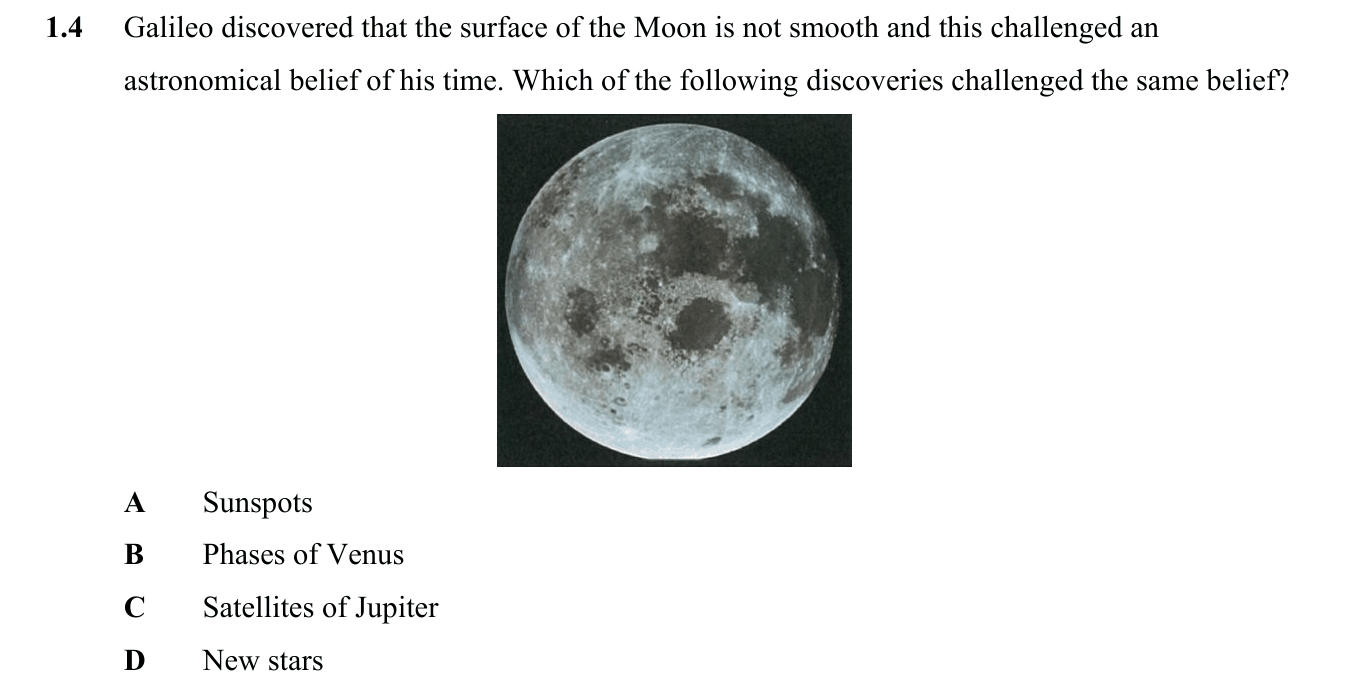 1.4 Galileo discovered that the surface of the Moon is not smooth and this challenged an
astronomical belief of his time. Which of the following discoveries challenged the same belief?
A Sunspots
B Phases of Venus
C Satellites of Jupiter
D New stars